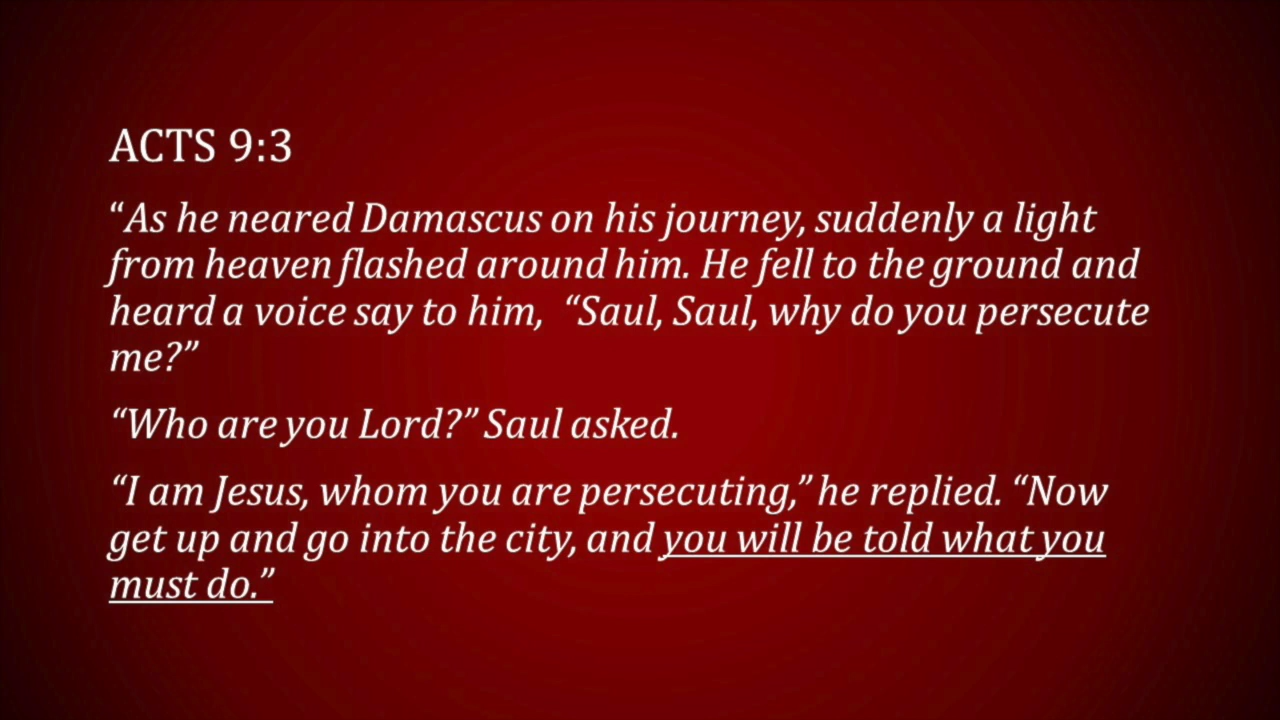 ACTS 9:3
“As he neared Damascus on his journey, suddenly a light
from heaven flashed around him. He fell to the ground and
heard a voice say to him,  “Saul, Saul, why do you persecute
me?”
“Who are you Lord?” Saul asked.
“I am Jesus, whom you are persecuting,” he replied. “Now
get up and go into the city, and you will be told what you
must do.”